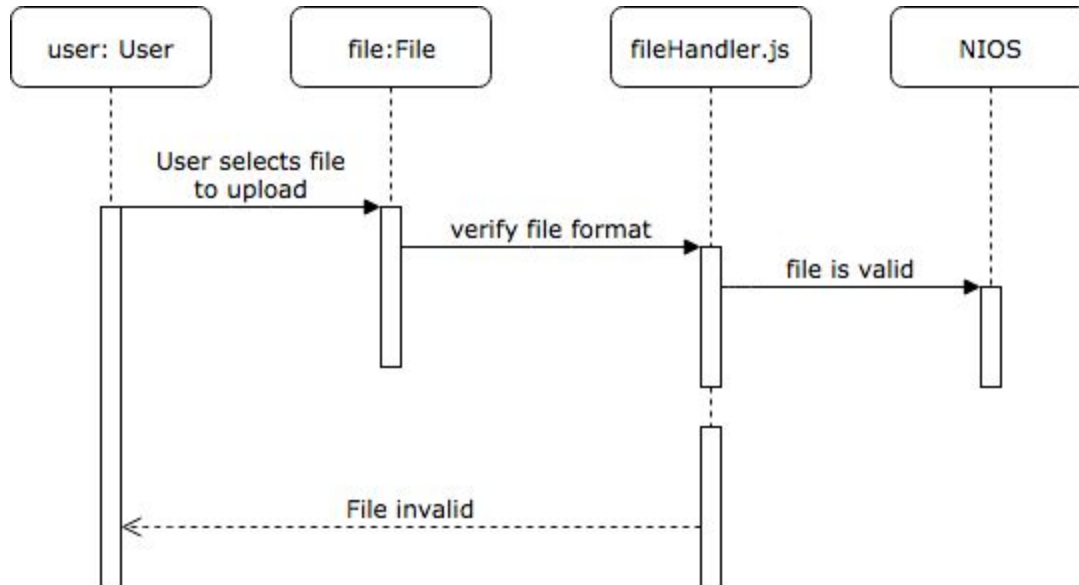 user: User
file:File
fileHandler.js
NIOS
User selects file
to upload
verify file format
file is valid
File invalid